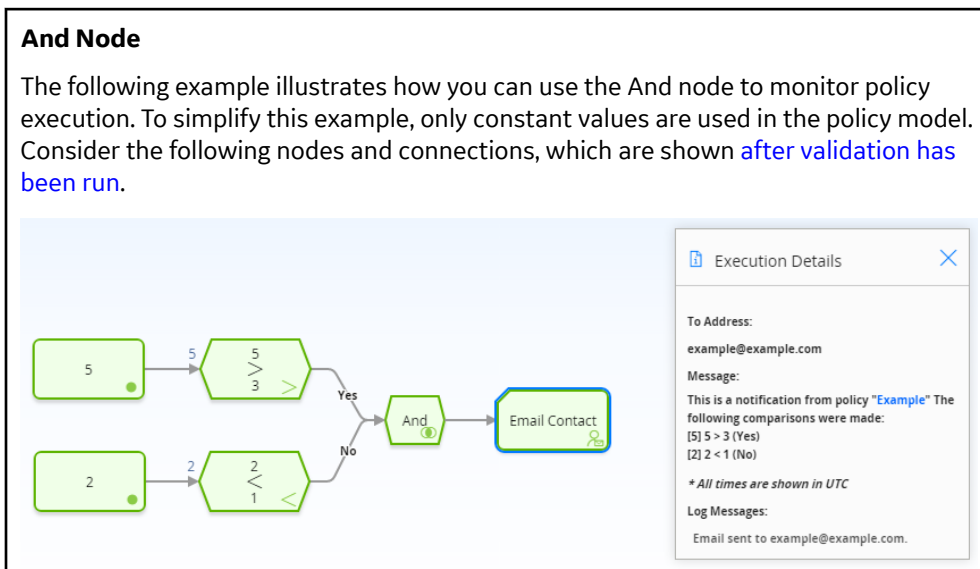 And Node
The following example illustrates how you can use the And node to monitor policy
execution. To simplify this example, only constant values are used in the policy model.
Consider the following nodes and connections, which are shown after validation has
been run.
Execution Details
To Address:
example@example.com
Message:
This is a notification from policy "Example" The
following comparisons were made:
[5] 5 > 3 (Yes)
[2] 2 < 1 (No)
* All times are shown in UTC
Log Messages:
Email sent to example@example.com.
5
5
5
>
3
>
Yes
And
Email Contact
No
2
2
2
<
1
<